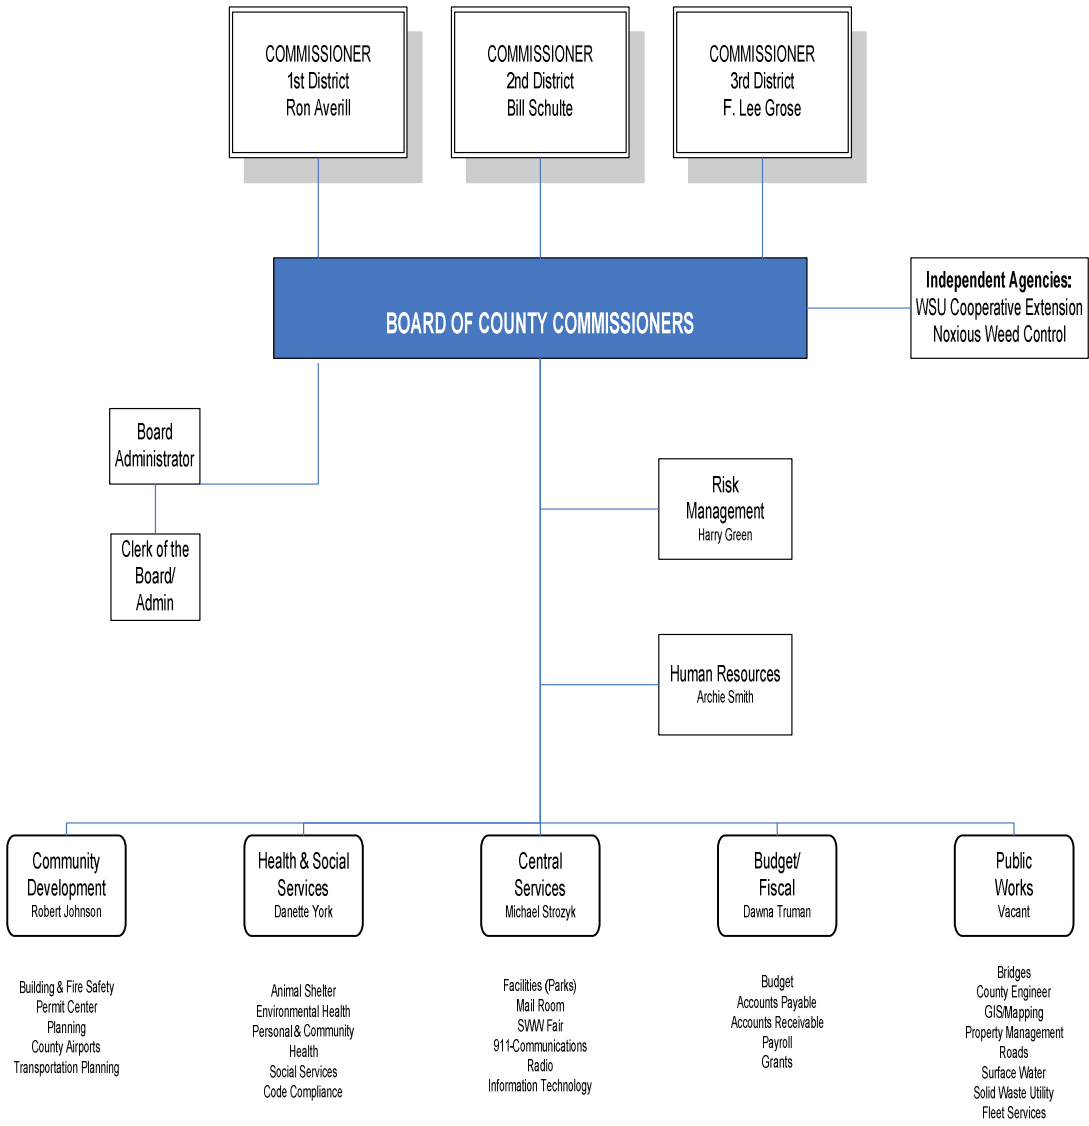 COMMISSIONER
1st District
Ron Averill
COMMISSIONER
2nd District
Bill Schulte
COMMISSIONER
3rd District
F. Lee Grose
BOARD OF COUNTY COMMISSIONERS
Independent Agencies:
WSU Cooperative Extension
Noxious Weed Control
Board
Administrator
Clerk of the
Board/
Admin
Risk
Management
Harry Green
Human Resources
Archie Smith
Community
Development
Robert Johnson
Health & Social
Services
Danette York
Central
Services
Michael Strozyk
Budget/
Fiscal
Dawna Truman
Public
Works
Vacant
Building & Fire Safety
Permit Center
Planning
County Airports
Transportation Planning
Animal Shelter
Environmental Health
Personal & Community
Health
Social Services
Code Compliance
Facilities (Parks)
Mail Room
SWW Fair
911-Communications
Radio
Information Technology
Budget
Accounts Payable
Accounts Receivable
Payroll
Grants
Bridges
County Engineer
GIS/Mapping
Property Management
Roads
Surface Water
Solid Waste Utility
Fleet Services